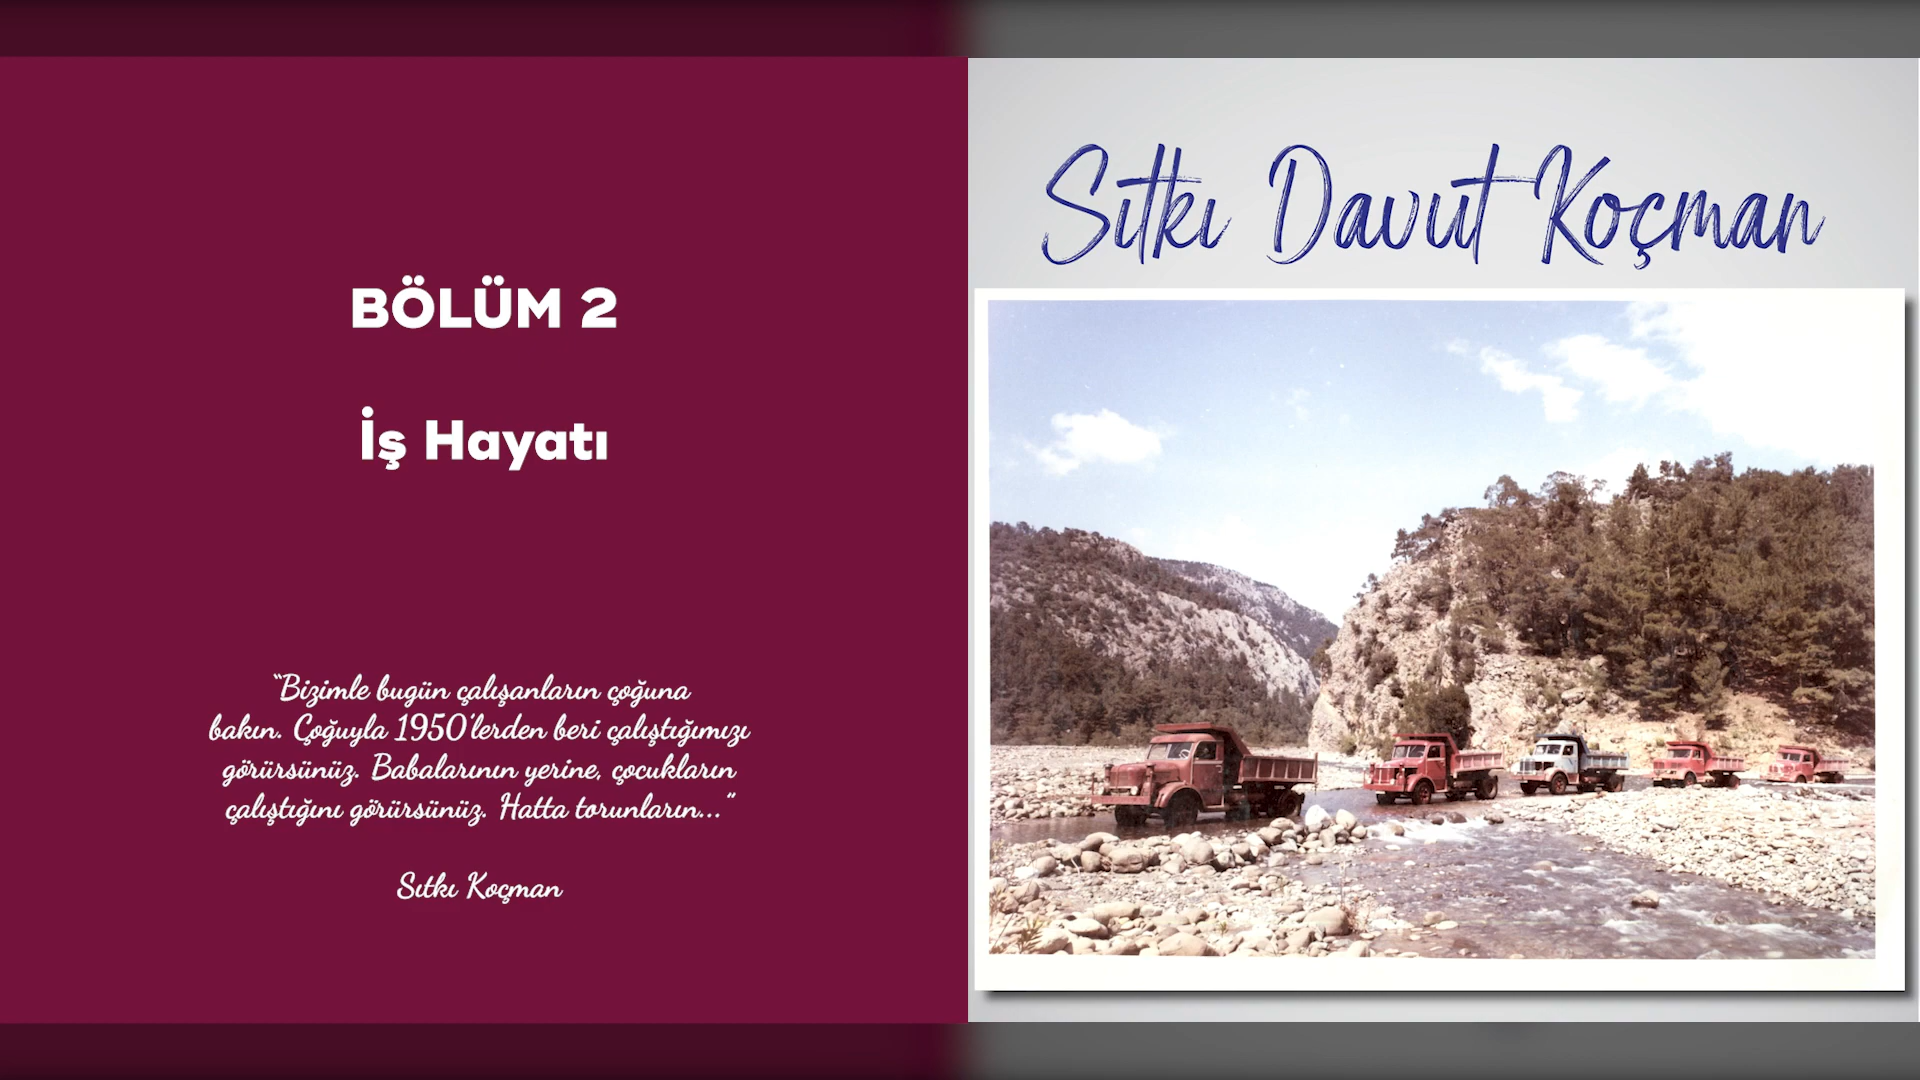 BÖLÜM 2
İş Hayatı
“Bizimle bugün çalışanların çoğuna
bakın. Çoğuyla 1950’lerden beri çalıştığımızı
görürsünüz. Babalarının yerine, çocukların
çalıştığını görürsünüz. Hatta torunların...”
Sıtkı Koçman
Sıtkı Davut Koçman